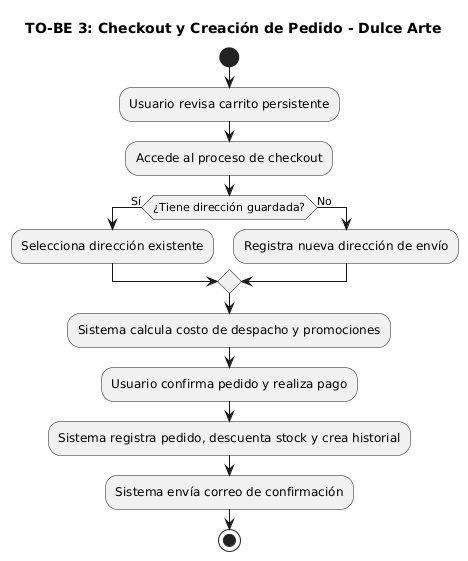 TO-BE 3: Checkout y Creación de Pedido - Dulce Arte
Usuario revisa carrito persistente
Accede al proceso de checkout
¿Tiene dirección guardada?
Sí
No
Selecciona dirección existente
Registra nueva dirección de envío
Sistema calcula costo de despacho y promociones
Usuario confirma pedido y realiza pago
Sistema registra pedido, descuenta stock y crea historial
Sistema envía correo de confirmación